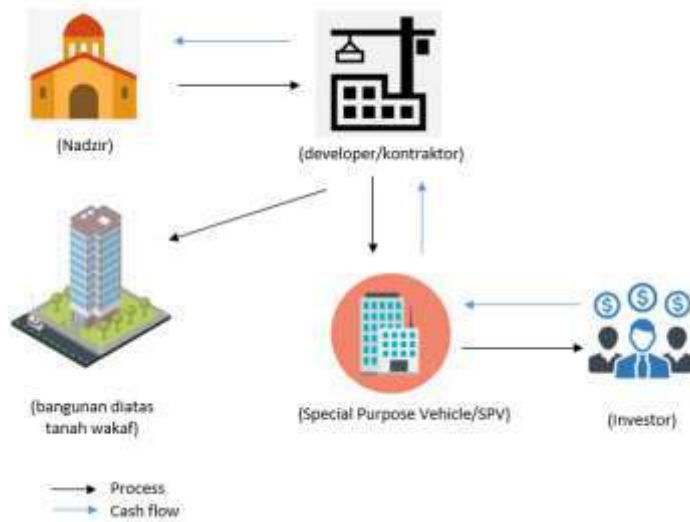 (Nadzir)
(developer/kontraktor)
(bangunan diatas
tanah wakaf)
(Special Purpose Vehicle/SPV)
(Investor)
Process
Cash flow